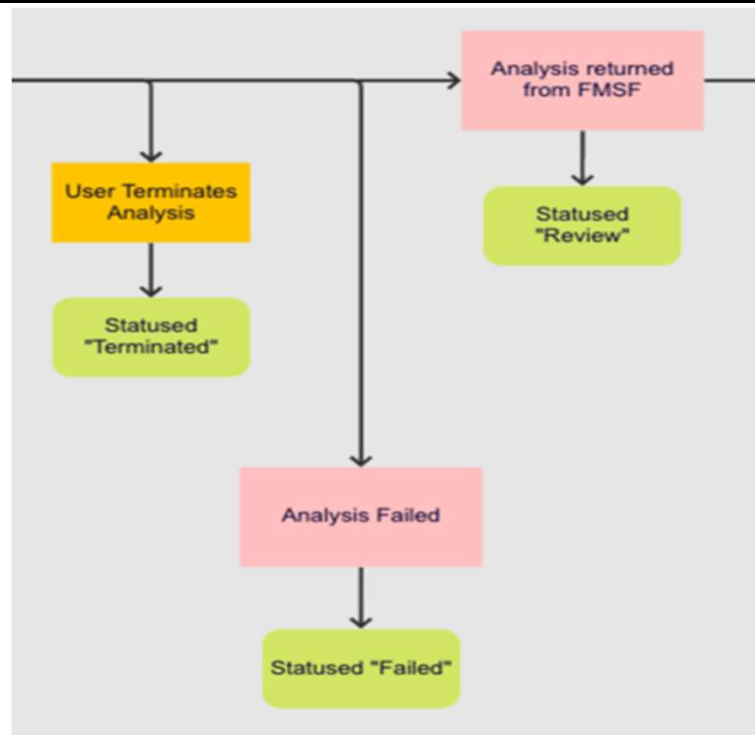 Analysis returned
from FMSF
User Terminates
Analysis
Statused
"Review"
Statused
"Terminated"
Analysis Failed
Statused "Failed"